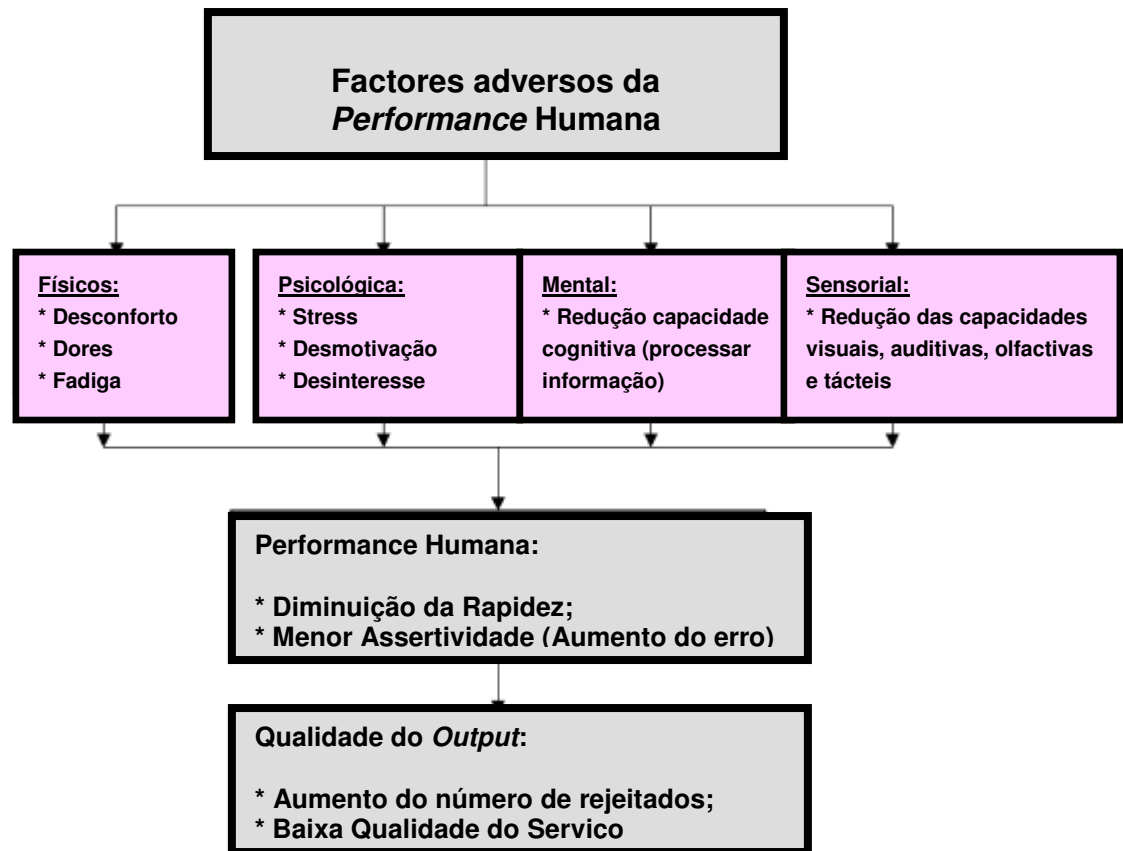 Factores adversos da
Performance Humana
Físicos:
* Desconforto
* Dores
* Fadiga
Psicológica:
* Stress
* Desmotivação
* Desinteresse
Mental:
* Redução capacidade
cognitiva (processar
informação)
Sensorial:
* Redução das capacidades
visuais, auditivas, olfactivas
e tácteis
Performance Humana:
* Diminuição da Rapidez;
* Menor Assertividade (Aumento do erro)
Qualidade do Output:
* Aumento do número de rejeitados;
* Baixa Qualidade do Servico